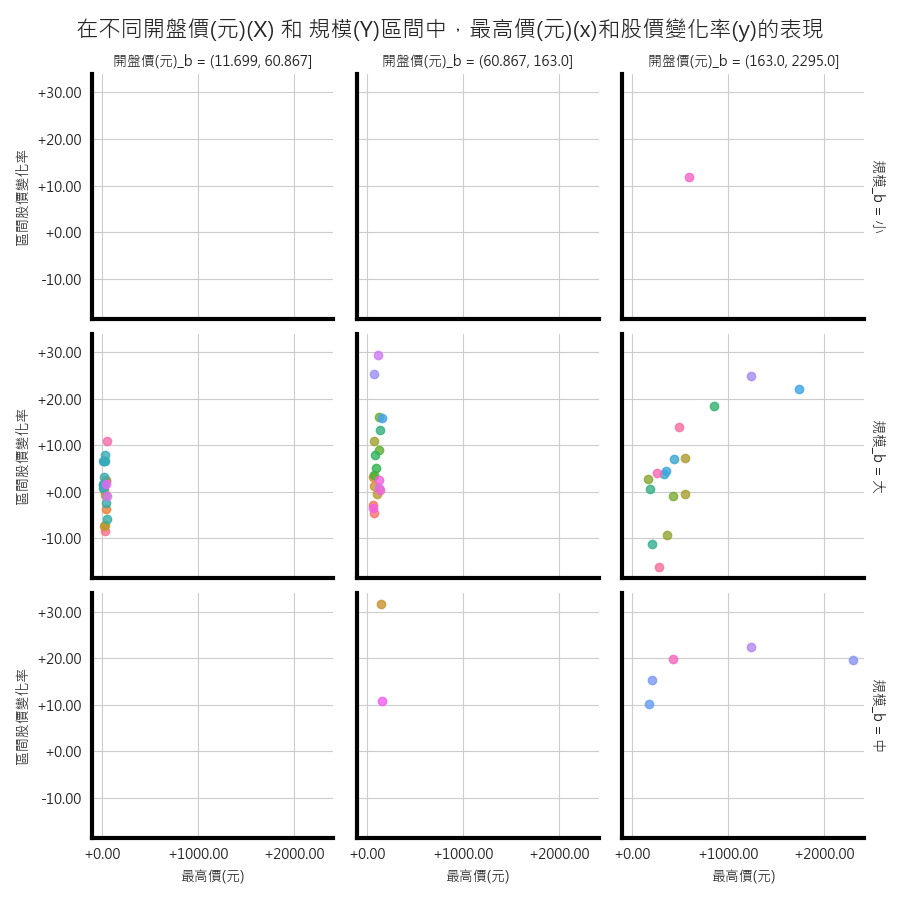 在不同開盤價(元)(X) 和 規模(Y)區間中，最高價(元)(x)和股價變化率(y)的表現
開盤價(元)_b = (11.699, 60.867]
開盤價(元)_b = (60.867, 163.0]
開盤價(元)_b = (163.0, 2295.0]
+30.00
+20.00
+10.00
+0.00
-10.00
區間股價變化率
規模_b = 小
+30.00
+20.00
+10.00
+0.00
-10.00
區間股價變化率
規模_b = 大
+30.00
+20.00
+10.00
+0.00
-10.00
區間股價變化率
規模_b = 中
+0.00
+1000.00
+2000.00
+0.00
+1000.00
+2000.00
+0.00
+1000.00
+2000.00
最高價(元)
最高價(元)
最高價(元)